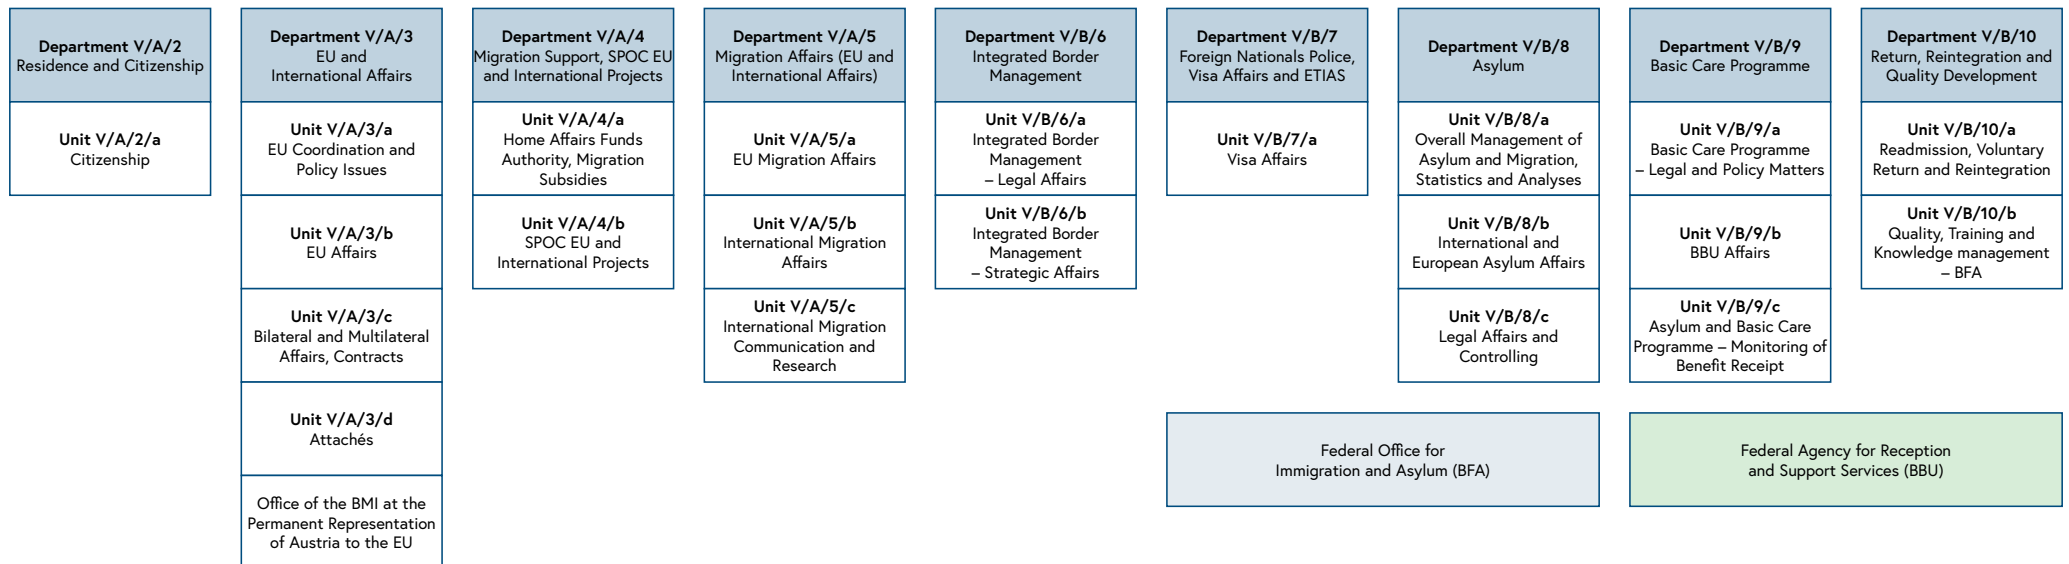 Department V/A/2
Residence and Citizenship
Unit V/A/2/a
Citizenship
Department V/A/3
EU and
International Affairs
Unit V/A/3/a
EU Coordination and
Policy Issues
Unit V/A/3/b
EU Affairs
Unit V/A/3/c
Bilateral and Multilateral
Affairs, Contracts
Unit V/A/3/d
Attachés
Office of the BMI at the
Permanent Representation
of Austria to the EU
Department V/A/4
Migration Support, SPOC EU
and International Projects
Unit V/A/4/a
Home Affairs Funds
Authority, Migration
Subsidies
Unit V/A/4/b
SPOC EU and
International Projects
Department V/A/5
Migration Affairs (EU and
International Affairs)
Unit V/A/5/a
EU Migration Affairs
Unit V/A/5/b
International Migration
Affairs
Unit V/A/5/c
International Migration
Communication and
Research
Department V/B/6
Integrated Border
Management
Unit V/B/6/a
Integrated Border
Management
– Legal Affairs
Unit V/B/6/b
Integrated Border
Management
– Strategic Affairs
Department V/B/7
Foreign Nationals Police,
Visa Affairs and ETIAS
Unit V/B/7/a
Visa Affairs
Department V/B/8
Asylum
Unit V/B/8/a
Overall Management of
Asylum and Migration,
Statistics and Analyses
Unit V/B/8/b
International and
European Asylum Affairs
Unit V/B/8/c
Legal Affairs and
Controlling
Department V/B/9
Basic Care Programme
Unit V/B/9/a
Basic Care Programme
– Legal and Policy Matters
Unit V/B/9/b
BBU Affairs
Unit V/B/9/c
Asylum and Basic Care
Programme – Monitoring of
Benefit Receipt
Department V/B/10
Return, Reintegration and
Quality Development
Unit V/B/10/a
Readmission, Voluntary
Return and Reintegration
Unit V/B/10/b
Quality, Training and
Knowledge management
– BFA
Federal Office for
Immigration and Asylum (BFA)
Federal Agency for Reception
and Support Services (BBU)